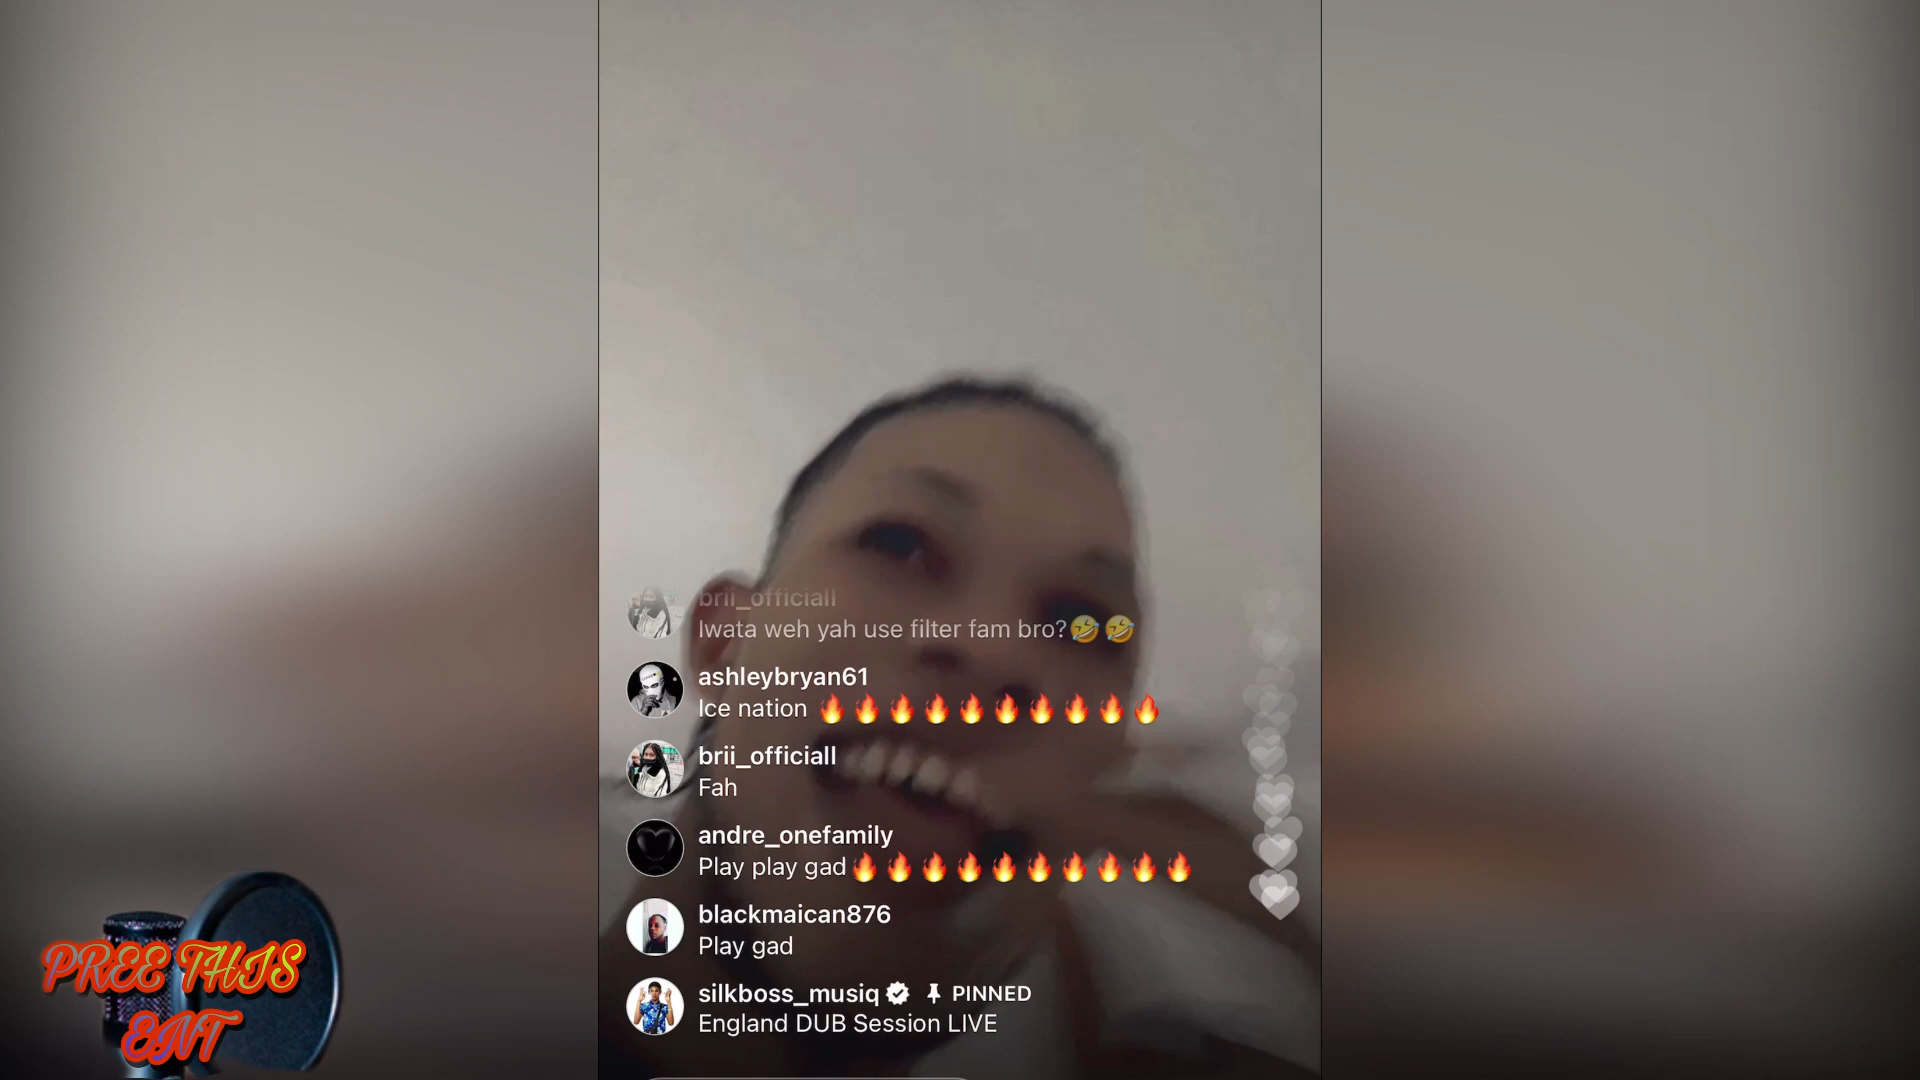 brii_officiall
Iwata weh yah use filter fam bro?🤣🤣
ashleybryan61
Ice nation 🔥🔥🔥🔥🔥🔥🔥🔥🔥🔥
brii_officiall
Fah
andre_onefamily
Play play gad🔥🔥🔥🔥🔥🔥🔥🔥🔥🔥
blackmaican876
Play gad
silkboss_musiq PINNED
England DUB Session LIVE
PREE THIS
ENT